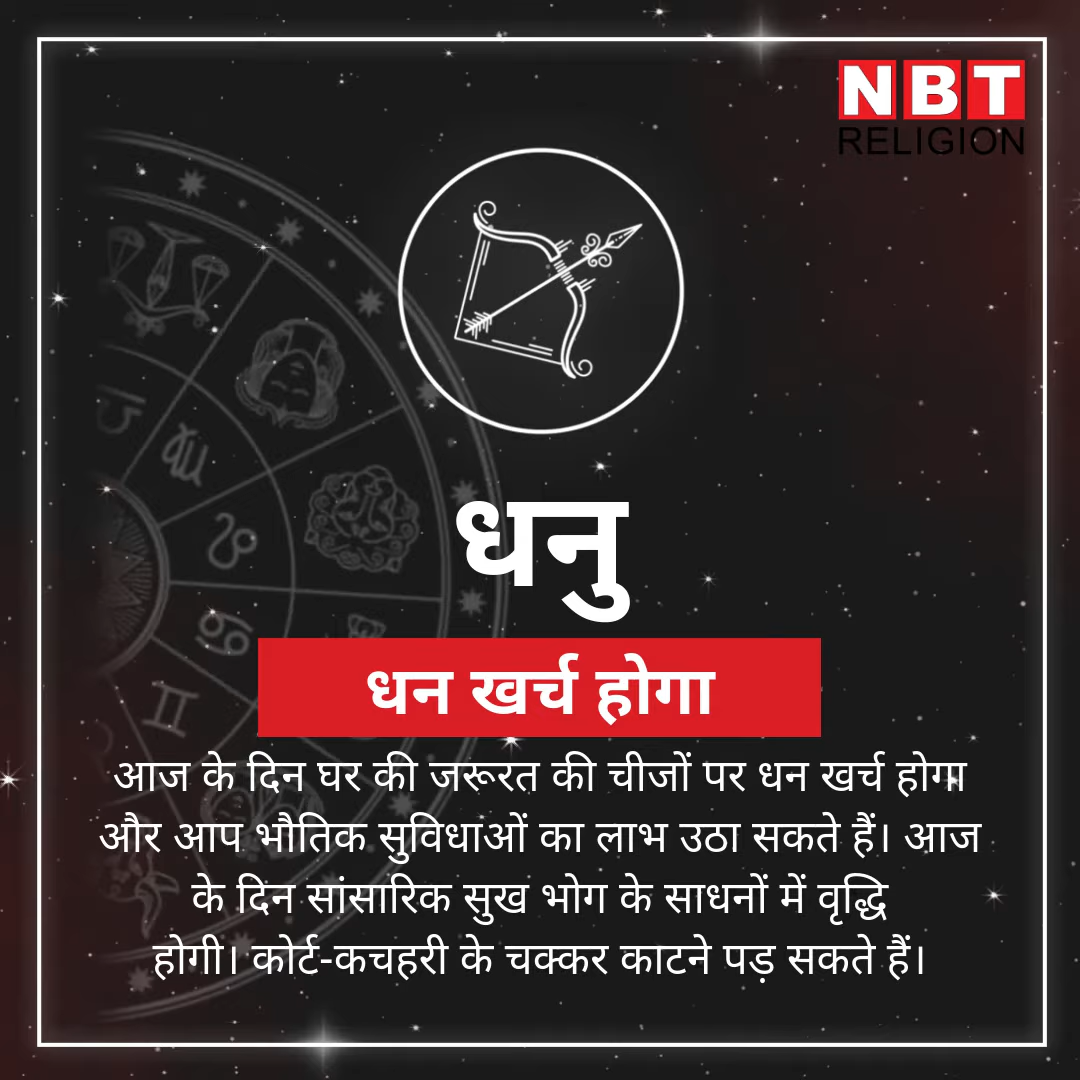 NBT
RELIGION
धनु
धन खर्च होगा
आज के दिन घर की जरूरत की चीजों पर धन खर्च होगा
और आप भौतिक सुविधाओं का लाभ उठा सकते हैं। आज
के दिन सांसारिक सुख भोग के साधनों में वृद्धि
होगी। कोर्ट-कचहरी के चक्कर काटने पड़ सकते हैं।